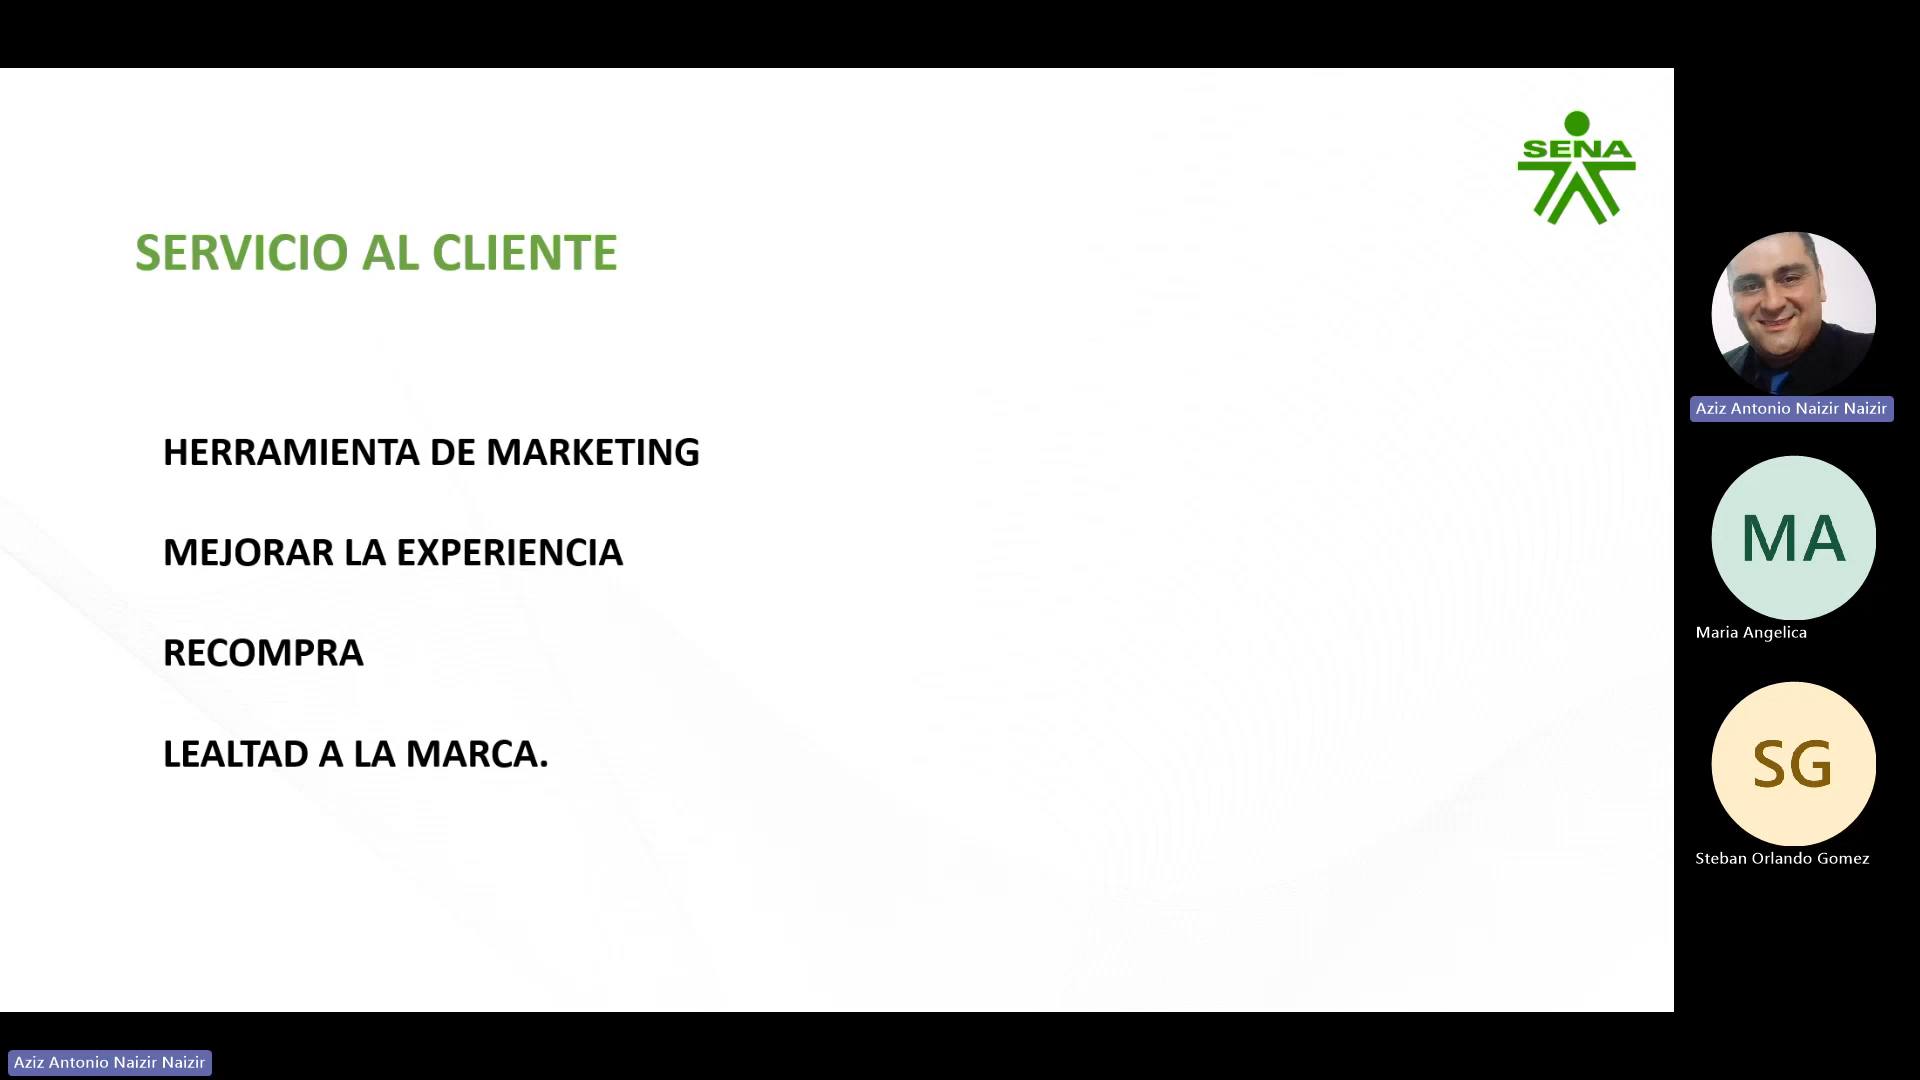 SENA
SERVICIO AL CLIENTE
HERRAMIENTA DE MARKETING
MEJORAR LA EXPERIENCIA
RECOMPRA
LEALTAD A LA MARCA.
Aziz Antonio Naizir Naizir
MA
Maria Angelica
SG
Steban Orlando Gomez
Aziz Antonio Naizir Naizir